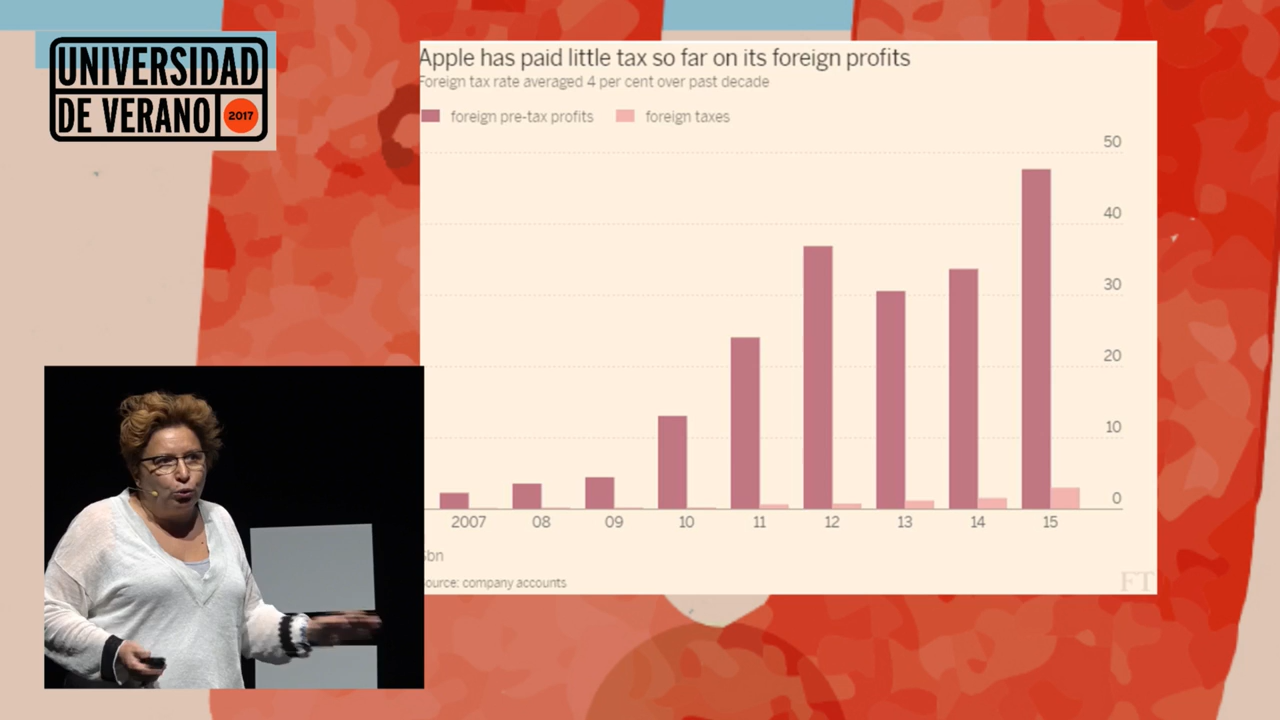 UNIVERSIDAD
DE VERANO 2017
Apple has paid little tax so far on its foreign profits
Foreign tax rate averaged 4 per cent over past decade
foreign pre-tax profits foreign taxes
50
40
30
20
10
0
2007 08 09 10 11 12 13 14 15
$bn
Source: company accounts
FT